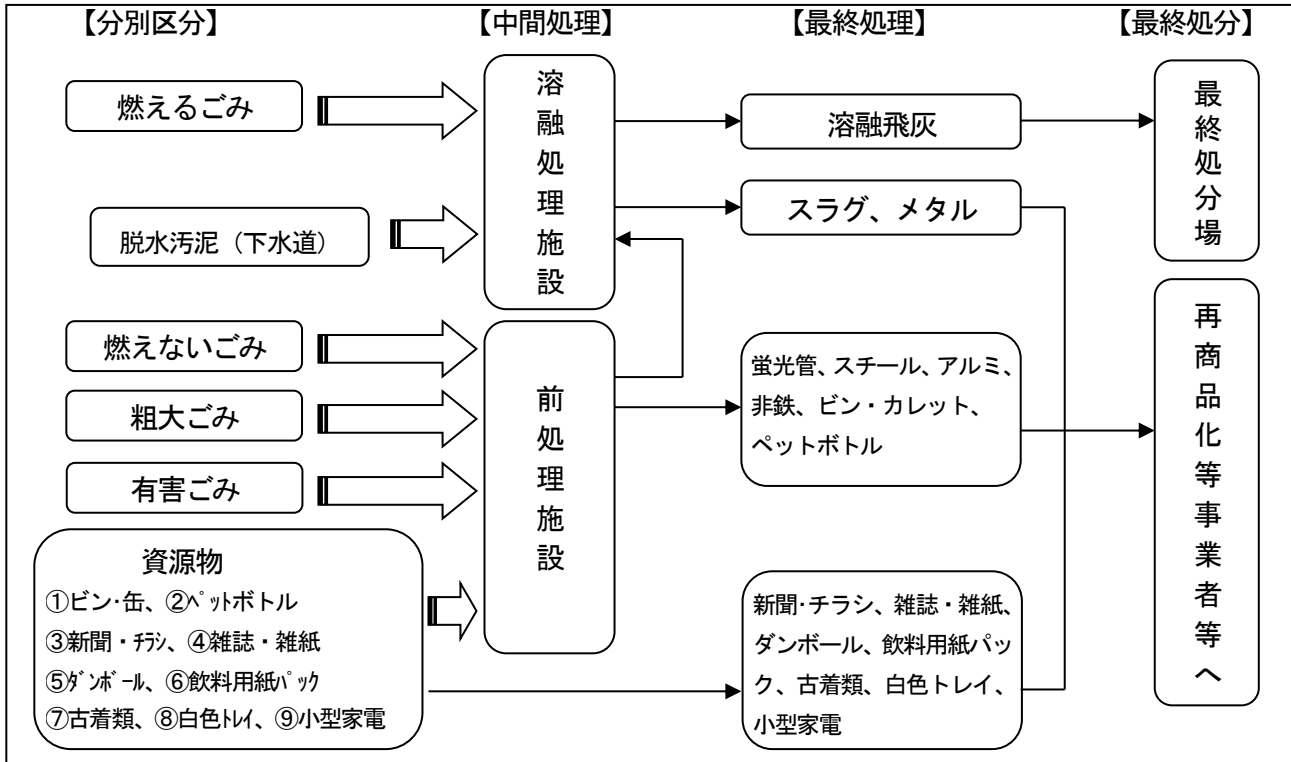 【分別区分】
【中間処理】
【最終処理】
【最終処分】
燃えるごみ
脱水汚泥（下水道）
燃えないごみ
粗大ごみ
有害ごみ
資源物
①ビン･缶、②ﾍﾟｯﾄボトル
③新聞・ﾁﾗｼ、④雑誌・雑紙
⑤ﾀﾞﾝﾎﾞｰﾙ、⑥飲料用紙ﾊﾟｯｸ
⑦古着類、⑧白色ﾄﾚｲ、⑨小型家電
溶融処理施設
前処理施設
溶融飛灰
スラグ、メタル
蛍光管、スチール、アルミ、
非鉄、ビン・カレット、
ペットボトル
新聞･チラシ、雑誌・雑紙、
ダンボール、飲料用紙パッ
ク、古着類、白色トレイ、
小型家電
最終処分場
再商品化等事業者等へ